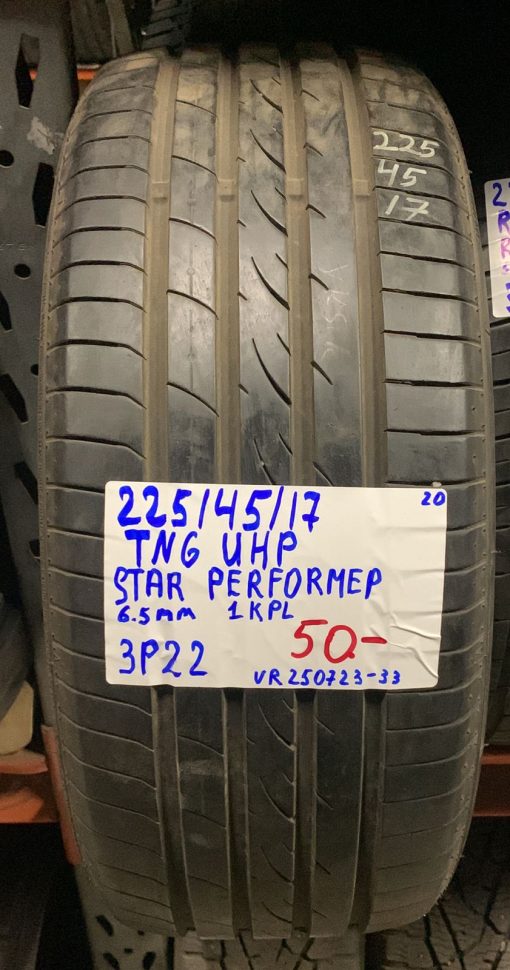 225
45
17
225/45/17
20
TNG UHP
STAR PERFORMEP
6.5mm 1KPL
50-
3P22
VR250723-33